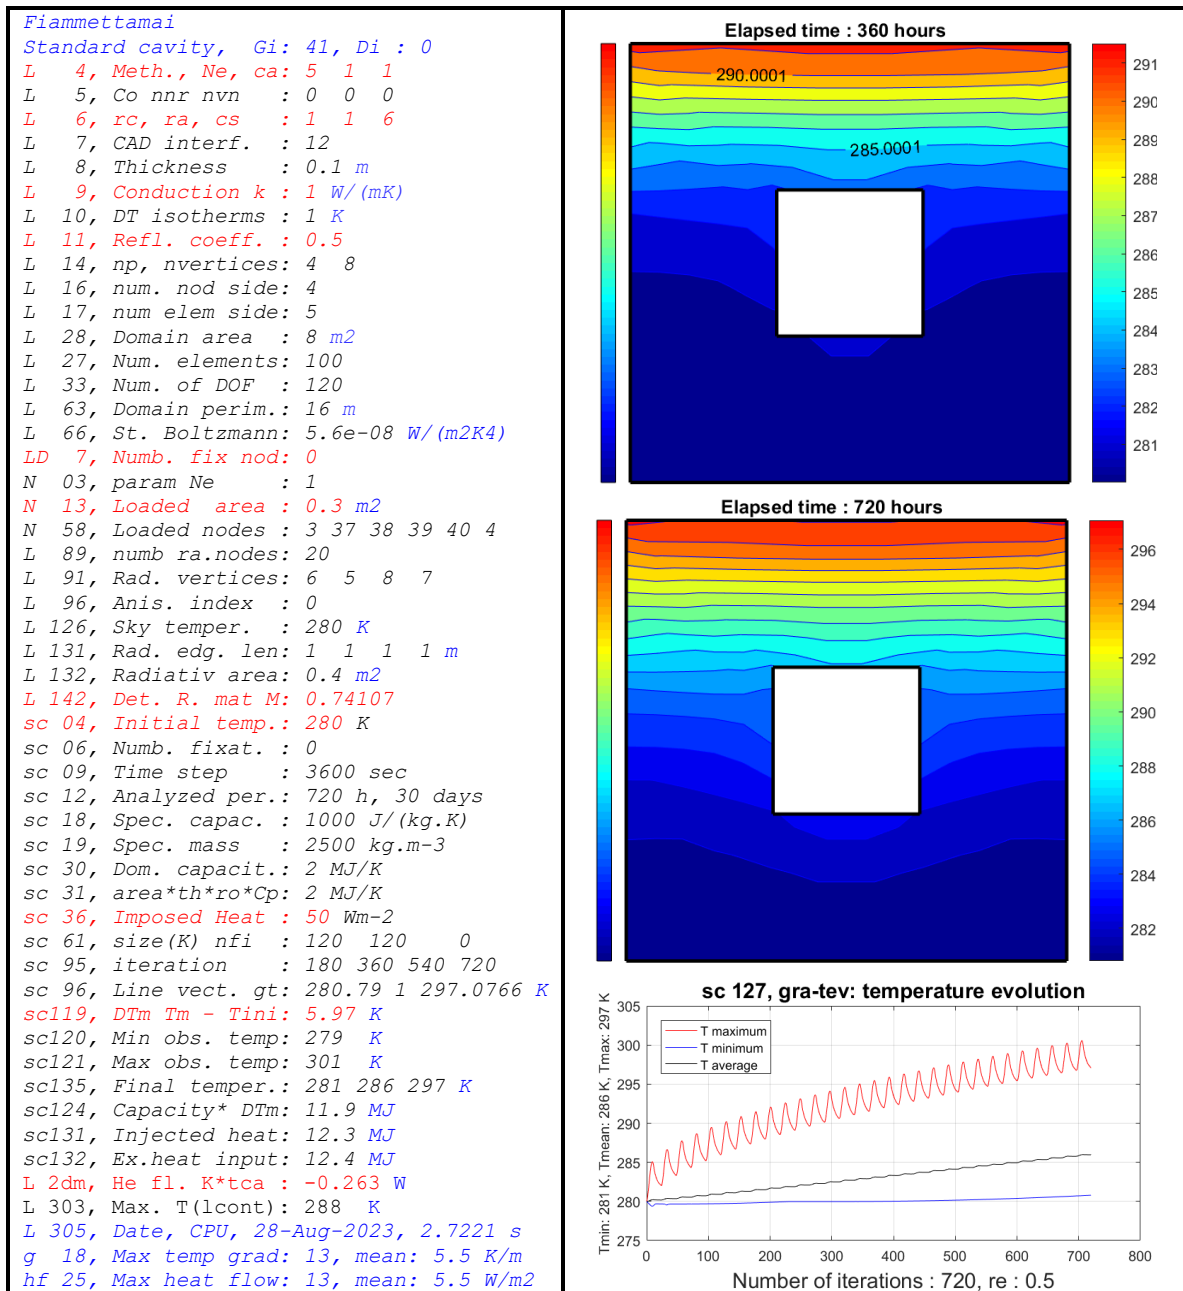 Fiammettamai
Standard cavity,  Gi: 41, Di : 0
L   4, Meth., Ne, ca: 5  1  1
L   5, Co nnr nvn   : 0  0  0
L   6, rc, ra, cs   : 1  1  6
L   7, CAD interf.  : 12
L   8, Thickness    : 0.1 m
L   9, Conduction k : 1 W/(mK)
L  10, DT isotherms : 1 K
L  11, Refl. coeff. : 0.5
L  14, np, nvertices: 4  8
L  16, num. nod side: 4
L  17, num elem side: 5
L  28, Domain area  : 8 m2
L  27, Num. elements: 100
L  33, Num. of DOF  : 120
L  63, Domain perim.: 16 m
L  66, St. Boltzmann: 5.6e-08 W/(m2K4)
LD  7, Numb. fix nod: 0
N  03, param Ne     : 1
N  13, Loaded  area : 0.3 m2
N  58, Loaded nodes : 3 37 38 39 40 4
L  89, numb ra.nodes: 20
L  91, Rad. vertices: 6  5  8  7
L  96, Anis. index  : 0
L 126, Sky temper.  : 280 K
L 131, Rad. edg. len: 1  1  1  1 m
L 132, Radiativ area: 0.4 m2
L 142, Det. R. mat M: 0.74107
sc 04, Initial temp.: 280 K
sc 06, Numb. fixat. : 0
sc 09, Time step    : 3600 sec
sc 12, Analyzed per.: 720 h, 30 days
sc 18, Spec. capac. : 1000 J/(kg.K)
sc 19, Spec. mass   : 2500 kg.m-3
sc 30, Dom. capacit.: 2 MJ/K
sc 31, area*th*ro*Cp: 2 MJ/K
sc 36, Imposed Heat : 50 Wm-2
sc 61, size(K) nfi  : 120  120    0
sc 95, iteration    : 180 360 540 720
sc 96, Line vect. gt: 280.79 1 297.0766 K
sc119, DTm Tm - Tini: 5.97 K
sc120, Min obs. temp: 279  K
sc121, Max obs. temp: 301  K
sc135, Final temper.: 281 286 297 K
sc124, Capacity* DTm: 11.9 MJ
sc131, Injected heat: 12.3 MJ
sc132, Ex.heat input: 12.4 MJ
L 2dm, He fl. K*tca : -0.263 W
L 303, Max. T(lcont): 288  K
L 305, Date, CPU, 28-Aug-2023, 2.7221 s
g  18, Max temp grad: 13, mean: 5.5 K/m
hf 25, Max heat flow: 13, mean: 5.5 W/m2
Elapsed time : 360 hours
290.0001
285.0001
291
290
289
288
287
286
285
284
283
282
281
Elapsed time : 720 hours
296
294
292
290
288
286
284
282
sc 127, gra-tev: temperature evolution
Tmin: 281 K, Tmean: 286 K, Tmax: 297 K
305
300
295
290
285
280
275
T maximum
T minimum
T average
0 100 200 300 400 500 600 700 800
Number of iterations : 720, re : 0.5